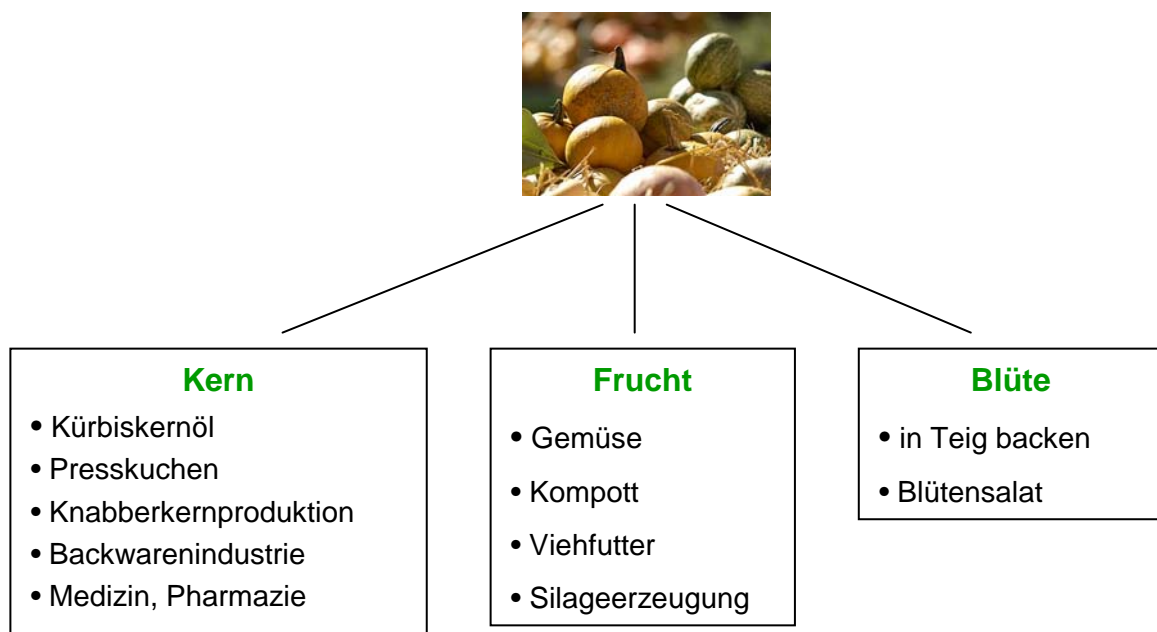 Kern
• Kürbiskernöl
• Presskuchen
• Knabberkernproduktion
• Backwarenindustrie
• Medizin, Pharmazie
Frucht
• Gemüse
• Kompott
• Viehfutter
• Silageerzeugung
Blüte
• in Teig backen
• Blütensalat